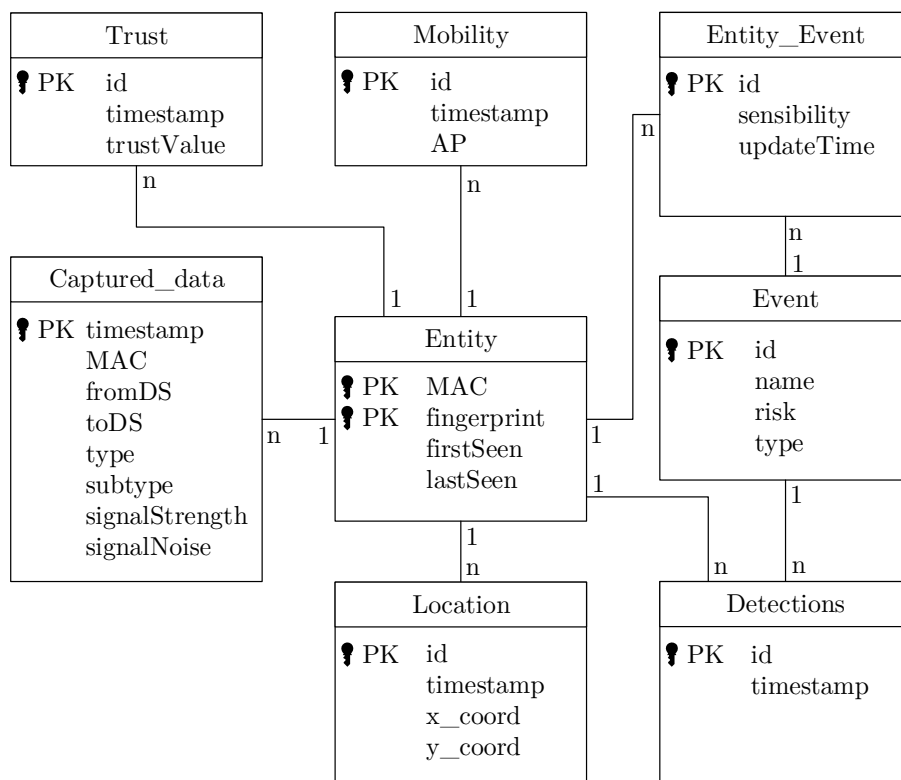 Trust
PK id
timestamp
trustValue
n
Mobility
PK id
timestamp
AP
n
Entity_Event
PK id
sensibility
updateTime
n
n
1
Captured_data
PK timestamp
MAC
fromDS
toDS
type
subtype
signalStrength
signalNoise
n
1
1
1
Entity
PK MAC
PK fingerprint
firstSeen
lastSeen
1
1
1
Event
PK id
name
risk
type
1
n
Location
PK id
timestamp
x_coord
y_coord
n
n
Detections
PK id
timestamp